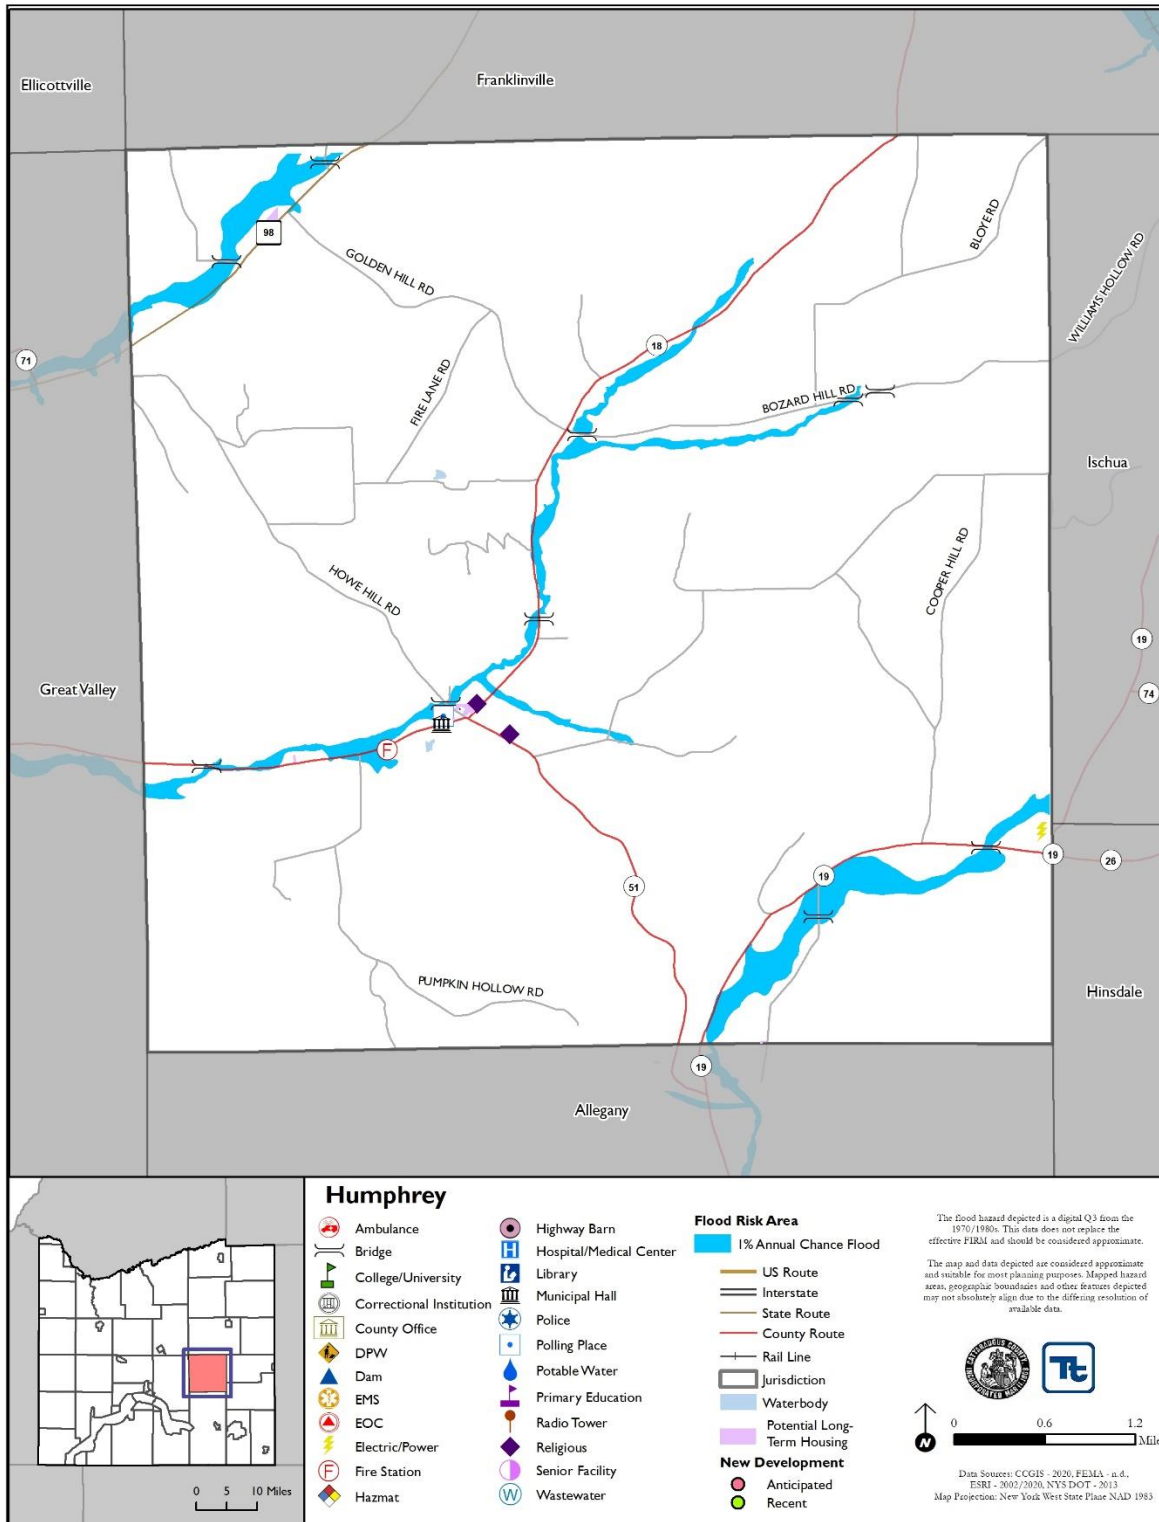 Ellicottville
Franklinville
98
GOLDEN HILL RD
BLOYE RD
WILLIAMS HOLLOW RD
71
18
FIRE LANE RD
BOZARD HILL RD
Ischua
HOWE HILL RD
COOPER HILL RD
19
Great Valley
74
F
19
19
26
51
PUMPKIN HOLLOW RD
Hinsdale
19
Allegany
0 5 10 Miles
Humphrey
Ambulance
Bridge
College/University
Correctional Institution
County Office
DPW
Dam
EMS
EOC
Electric/Power
F Fire Station
Hazmat
Highway Barn
H Hospital/Medical Center
Library
Municipal Hall
Police
Polling Place
Potable Water
Primary Education
Radio Tower
Religious
Senior Facility
W Wastewater
Flood Risk Area
1% Annual Chance Flood
US Route
Interstate
State Route
County Route
Rail Line
Jurisdiction
Waterbody
Potential Long-
Term Housing
New Development
Anticipated
Recent
The flood hazard depicted is a digital Q3 from the
1970/1980s. This data does not replace the
effective FIRM and should be considered approximate.
The map and data depicted are considered approximate
and suitable for most planning purposes. Mapped hazard
areas, geographic boundaries and other features depicted
may not absolutely align due to the differing resolution of
available data.
Tt
N
0 0.6 1.2
Mile
Data Sources: CCGIS - 2020, FEMA - n.d.,
ESRI - 2002/2020, NYS DOT - 2013
Map Projection: New York West State Plane NAD 1983